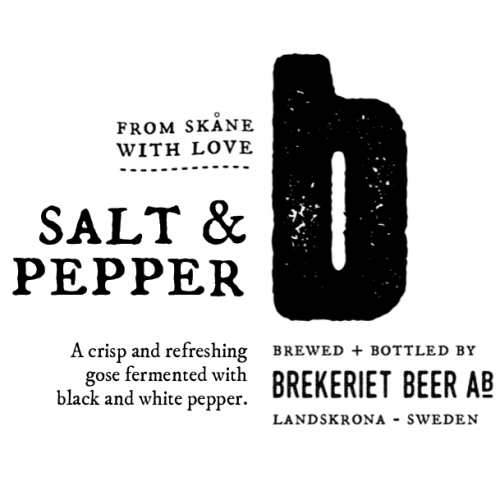 FROM SKÅNE
WITH LOVE
SALT &
PEPPER
A crisp and refreshing
gose fermented with
black and white pepper.
b
BREWED + BOTTLED BY
BREKERIET BEER AB
LANDSKRONA - SWEDEN